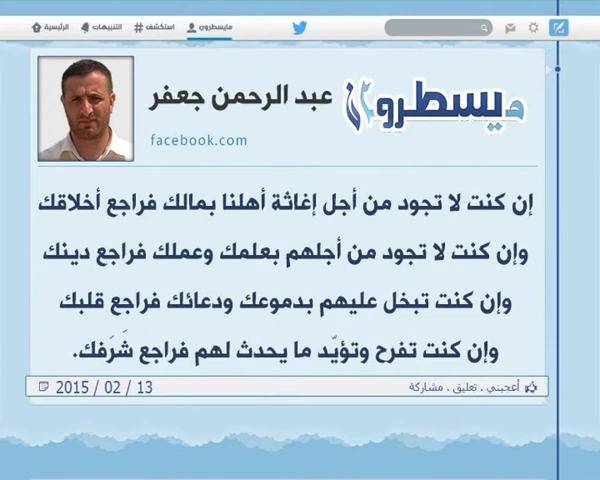 الرئيسية التنبيهات استكشف مايسطرون
عبد الرحمن جعفر
مايسطرون
facebook.com
إن كنت لا تجود من أجل إغاثة أهلنا بمالك فراجع أخلاقك
وإن كنت لا تجود من أجلهم بعلمك وعملك فراجع دينك
وإن كنت تبخل عليهم بدموعك ودعائك فراجع قلبك
وإن كنت تفرح وتؤيّد ما يحدث لهم فراجع شَرَفك.
أعجبني . تعليق . مشاركة
2015 / 02 / 13